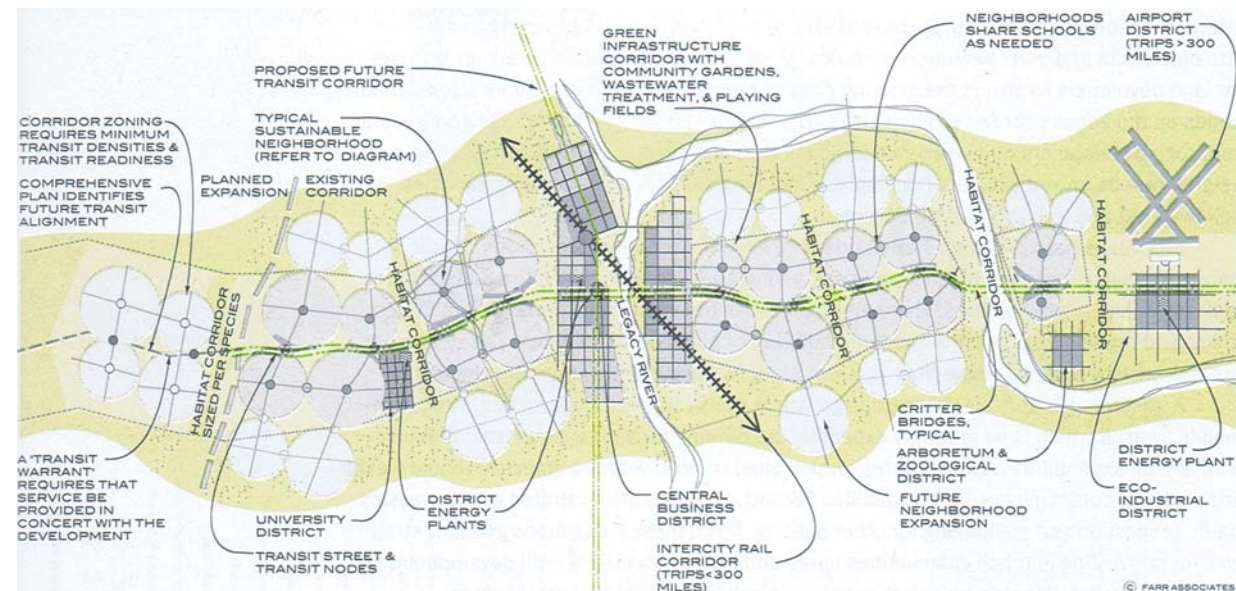 NEIGHBORHOODS
SHARE SCHOOLS
AS NEEDED
AIRPORT
DISTRICT
(TRIPS > 300
MILES)
GREEN
INFRASTRUCTURE
CORRIDOR WITH
COMMUNITY GARDENS,
WASTEWATER
TREATMENT, & PLAYING
FIELDS
PROPOSED FUTURE
TRANSIT CORRIDOR
TYPICAL
SUSTAINABLE
NEIGHBORHOOD
(REFER TO DIAGRAM)
CORRIDOR ZONING
REQUIRES MINIMUM
TRANSIT DENSITIES &
TRANSIT READINESS
COMPREHENSIVE
PLAN IDENTIFIES
FUTURE TRANSIT
ALIGNMENT
PLANNED
EXPANSION
EXISTING
CORRIDOR
HABITAT CORRIDOR
SIZED PER SPECIES
HABITAT CORRIDOR
LEGACY RIVER
HABITAT CORRIDOR
HABITAT CORRIDOR
HABITAT CORRIDOR
A 'TRANSIT
WARRANT'
REQUIRES THAT
SERVICE BE
PROVIDED IN
CONCERT WITH THE
DEVELOPMENT
UNIVERSITY
DISTRICT
TRANSIT STREET &
TRANSIT NODES
DISTRICT
ENERGY
PLANTS
CENTRAL
BUSINESS
DISTRICT
INTERCITY RAIL
CORRIDOR
(TRIPS<300
MILES)
CRITTER
BRIDGES,
TYPICAL
ARBORETUM &
ZOOLOGICAL
DISTRICT
FUTURE
NEIGHBORHOOD
EXPANSION
DISTRICT
ENERGY PLANT
ECO-
INDUSTRIAL
DISTRICT
© FARR ASSOCIATES